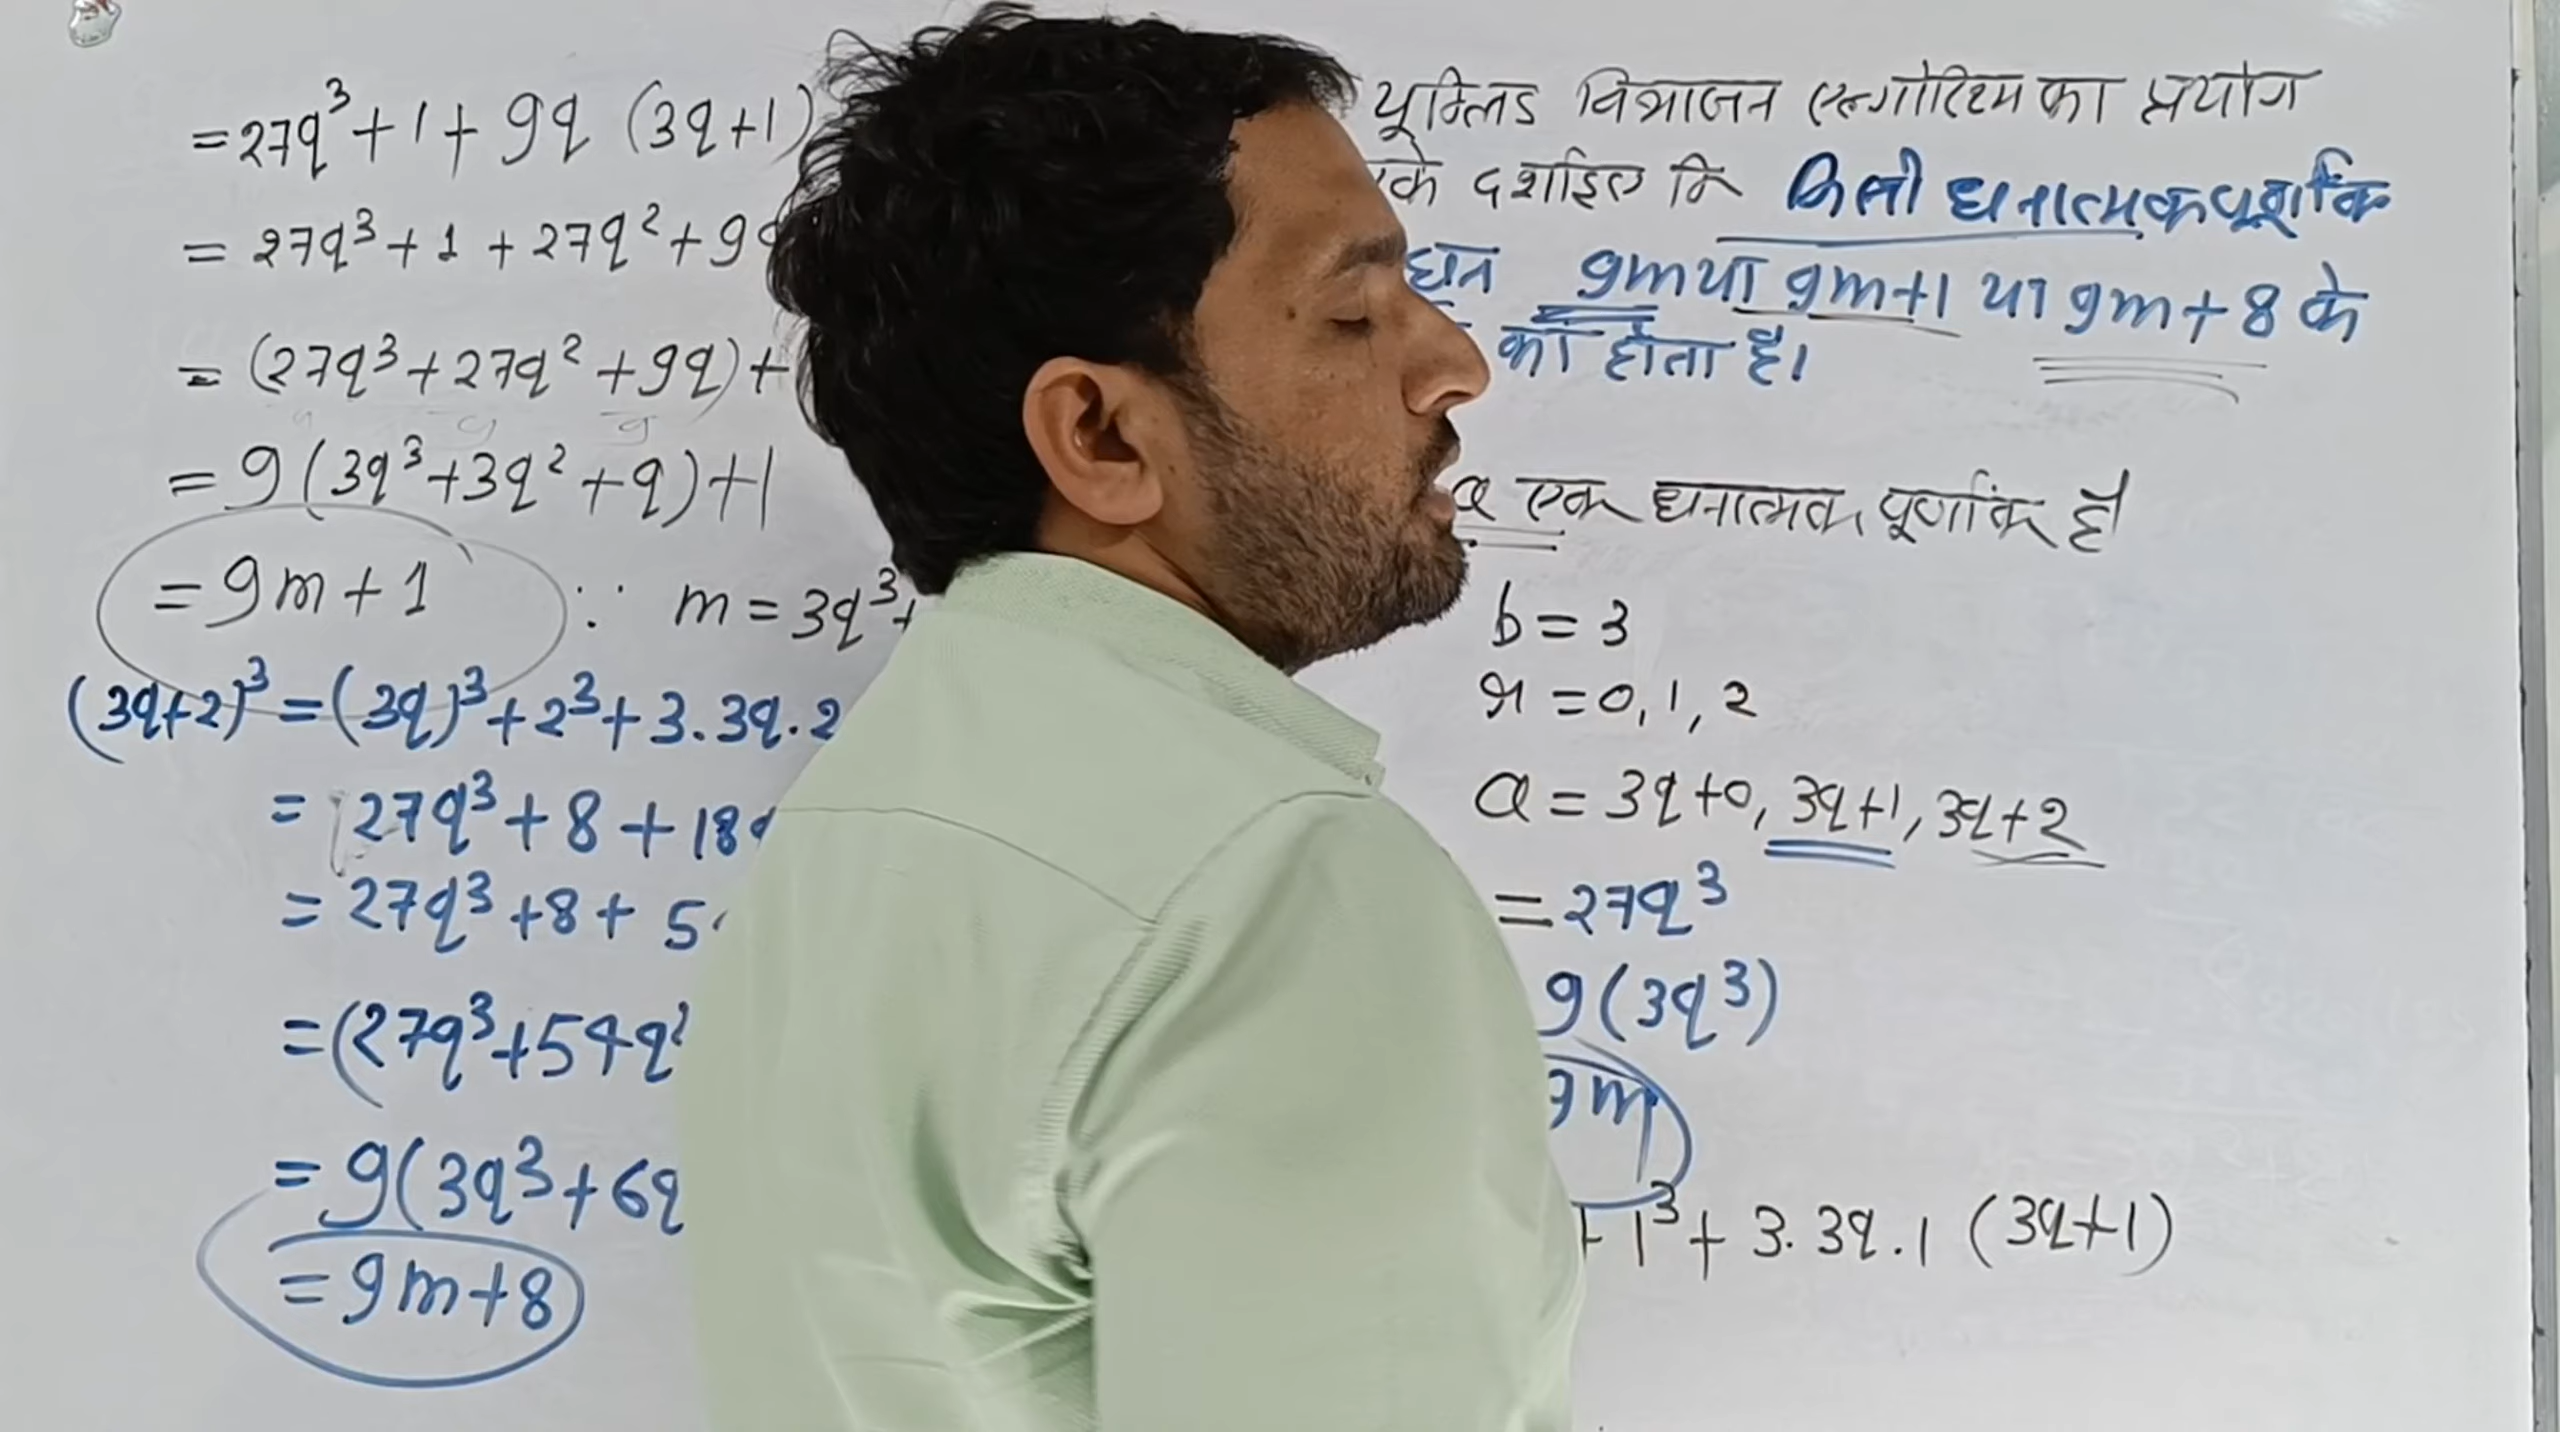 = 27q³ + 1 + 9q (3q+1)
= 27q³ + 1 + 27q² + 9q
= (27q³ + 27q² + 9q) +
= 9(3q³ + 3q² + q) + 1
= 9m + 1 ∵ m = 3q³ +
(3q+2)³ = (3q)³ + 2³ + 3.3q.2
= 27q³ + 8 + 18q
= 27q³ + 8 + 5
= (27q³ + 54q²
= 9(3q³ + 6q
= 9m + 8
यूक्लिड विभाजन एल्गोरिथ्म का प्रयोग
के दर्शाइए कि किसी धनात्मक पूर्णांक
घन 9m या 9m+1 या 9m+8 के
का होता है।
a एक धनात्मक पूर्णांक है
b = 3
r = 0, 1, 2
a = 3q+0, 3q+1, 3q+2
= 27q³
9(3q³)
9m
+ 1³ + 3.3q.1 (3q+1)